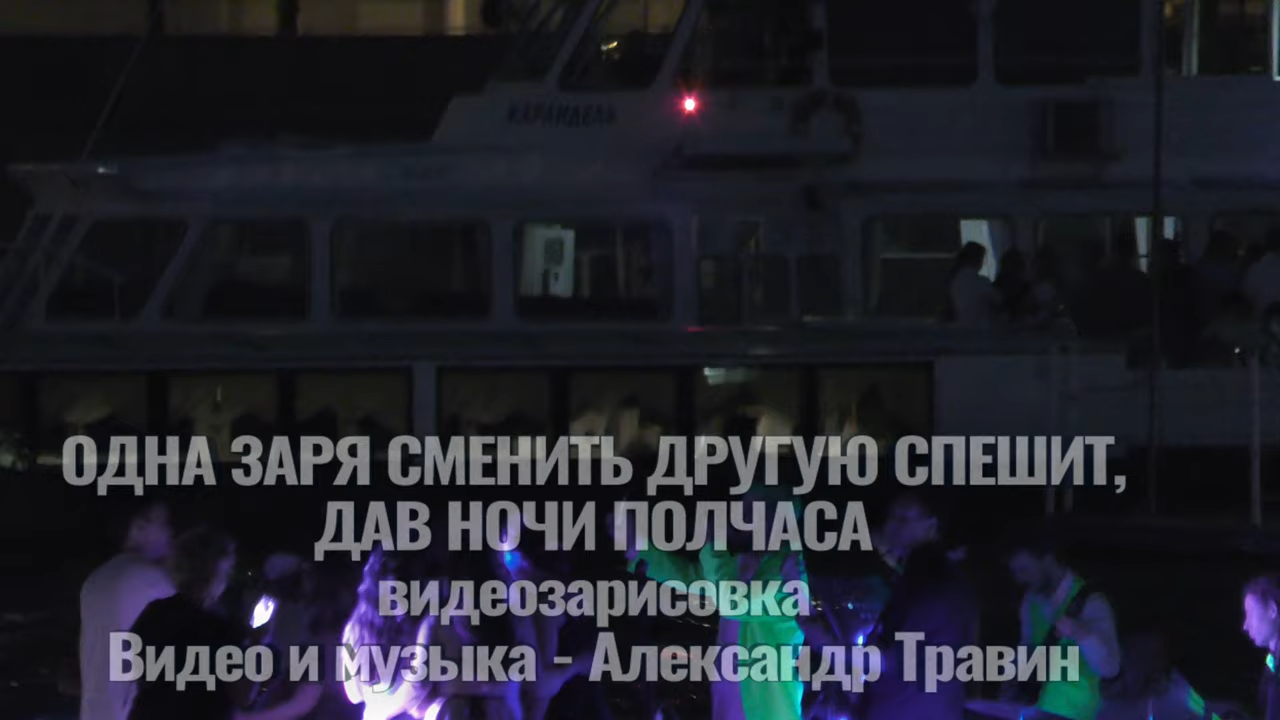 ОДНА ЗАРЯ СМЕНИТЬ ДРУГУЮ СПЕШИТ,
ДАВ НОЧИ ПОЛЧАСА
видеозарисовка
Видео и музыка - Александр Травин